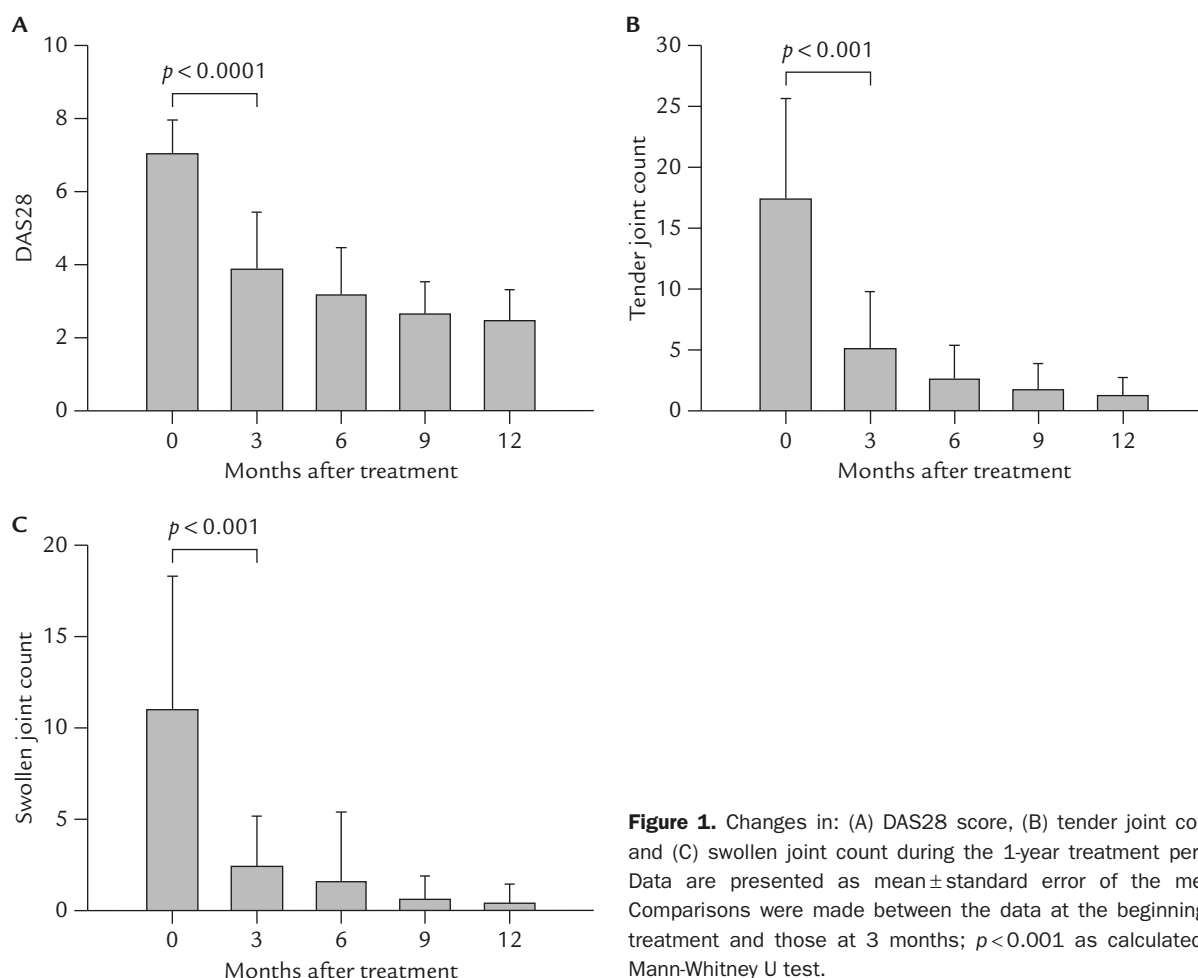 A
10
8
6
4
2
0
DAS28
p < 0.0001
0 3 6 9 12
Months after treatment
B
30
25
20
15
10
5
0
Tender joint count
p < 0.001
0 3 6 9 12
Months after treatment
C
20
15
10
5
0
Swollen joint count
p < 0.001
0 3 6 9 12
Months after treatment
Figure 1. Changes in: (A) DAS28 score, (B) tender joint co
and (C) swollen joint count during the 1-year treatment per
Data are presented as mean ± standard error of the me
Comparisons were made between the data at the beginning
treatment and those at 3 months; p < 0.001 as calculated
Mann-Whitney U test.